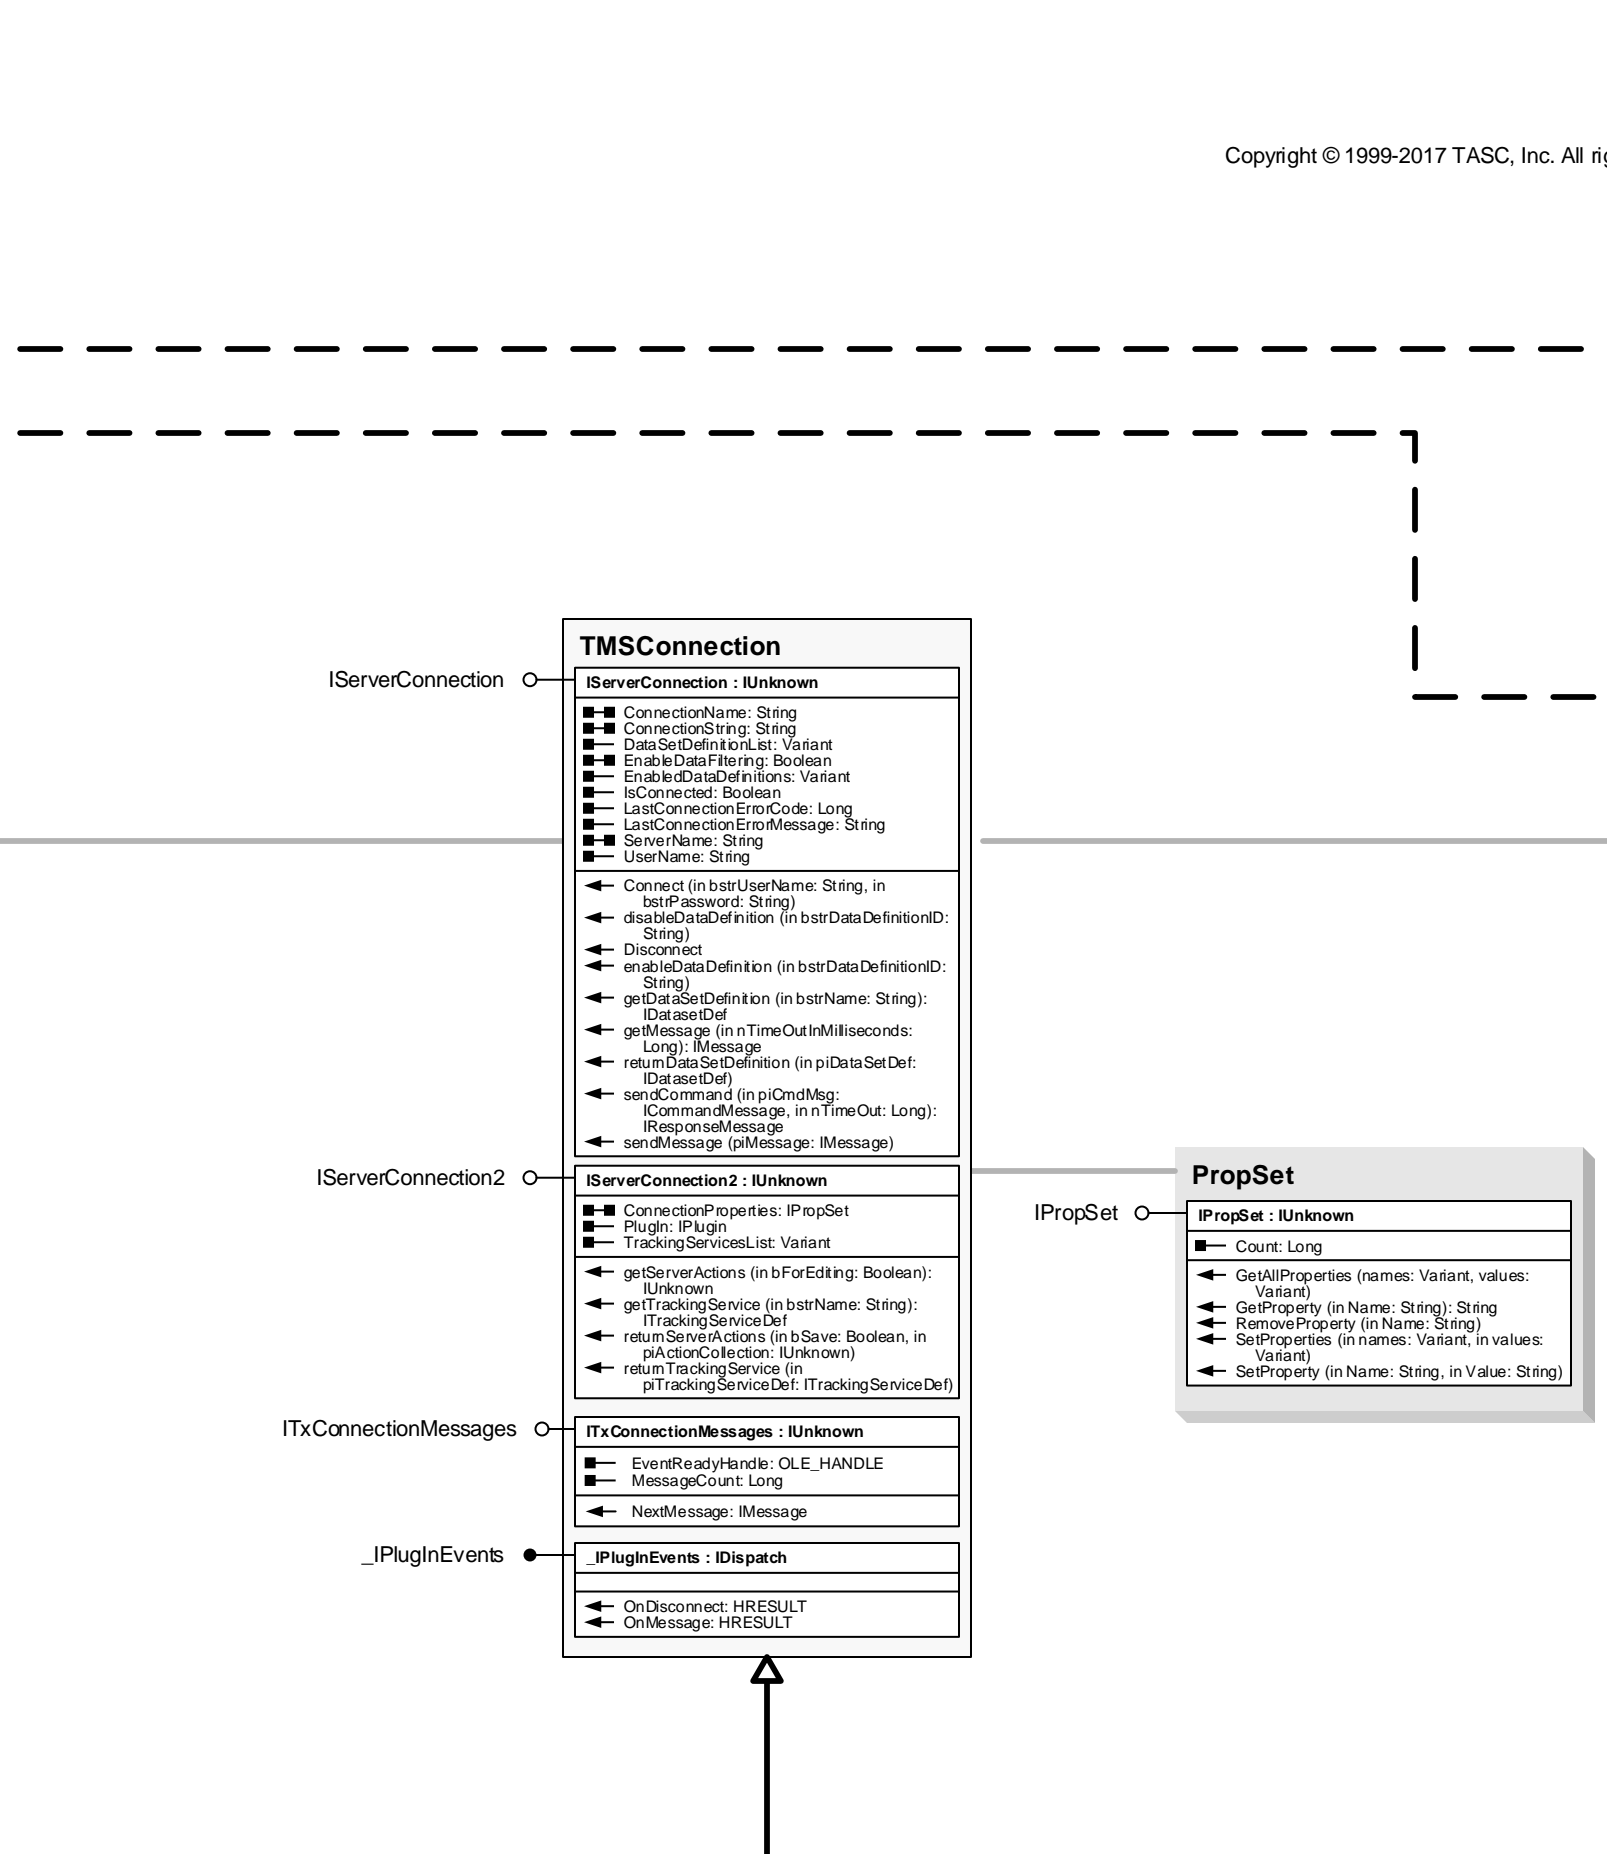 Copyright © 1999-2017 TASC, Inc. All
TMSConnection
IServerConnection
IServerConnection : IUnknown
ConnectionName: String
ConnectionString: String
DataSetDefinitionList: Variant
EnableDataFiltering: Boolean
EnabledDataDefinitions: Variant
IsConnected: Boolean
LastConnectionErrorCode: Long
LastConnectionErrorMessage: String
ServerName: String
UserName: String
Connect (in bstrUserName: String, in
bstrPassword: String)
disableDataDefinition (in bstrDataDefinitionID:
String)
Disconnect
enableDataDefinition (in bstrDataDefinitionID:
String)
getDataSetDefinition (in bstrName: String):
IDatasetDef
getMessage (in nTimeOutInMilliseconds:
Long): IMessage
returnDataSetDefinition (in piDataSetDef:
IDatasetDef)
sendCommand (in piCmdMsg:
ICommandMessage, in nTimeOut: Long):
IResponseMessage
sendMessage (piMessage: IMessage)
IServerConnection2
IServerConnection2 : IUnknown
ConnectionProperties: IPropSet
PlugIn: IPlugin
TrackingServicesList: Variant
getServerActions (in bForEditing: Boolean):
IUnknown
getTrackingService (in bstrName: String):
ITrackingServiceDef
returnServerActions (in bSave: Boolean, in
piActionCollection: IUnknown)
returnTrackingService (in
piTrackingServiceDef: ITrackingServiceDef)
ITxConnectionMessages
ITxConnectionMessages : IUnknown
EventReadyHandle: OLE_HANDLE
MessageCount: Long
NextMessage: IMessage
_IPlugInEvents
_IPlugInEvents : IDispatch
OnDisconnect: HRESULT
OnMessage: HRESULT
PropSet
IPropSet
IPropSet : IUnknown
Count: Long
GetAllProperties (names: Variant, values:
Variant)
GetProperty (in Name: String): String
RemoveProperty (in Name: String)
SetProperties (in names: Variant, in values:
Variant)
SetProperty (in Name: String, in Value: String)